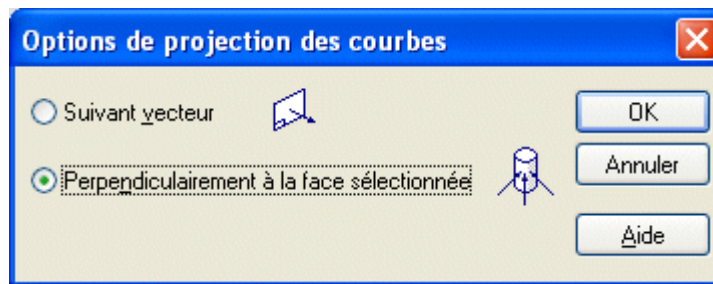 Options de projection des courbes
Suivant vecteur
OK
Perpendiculairement à la face sélectionnée
Annuler
Aide